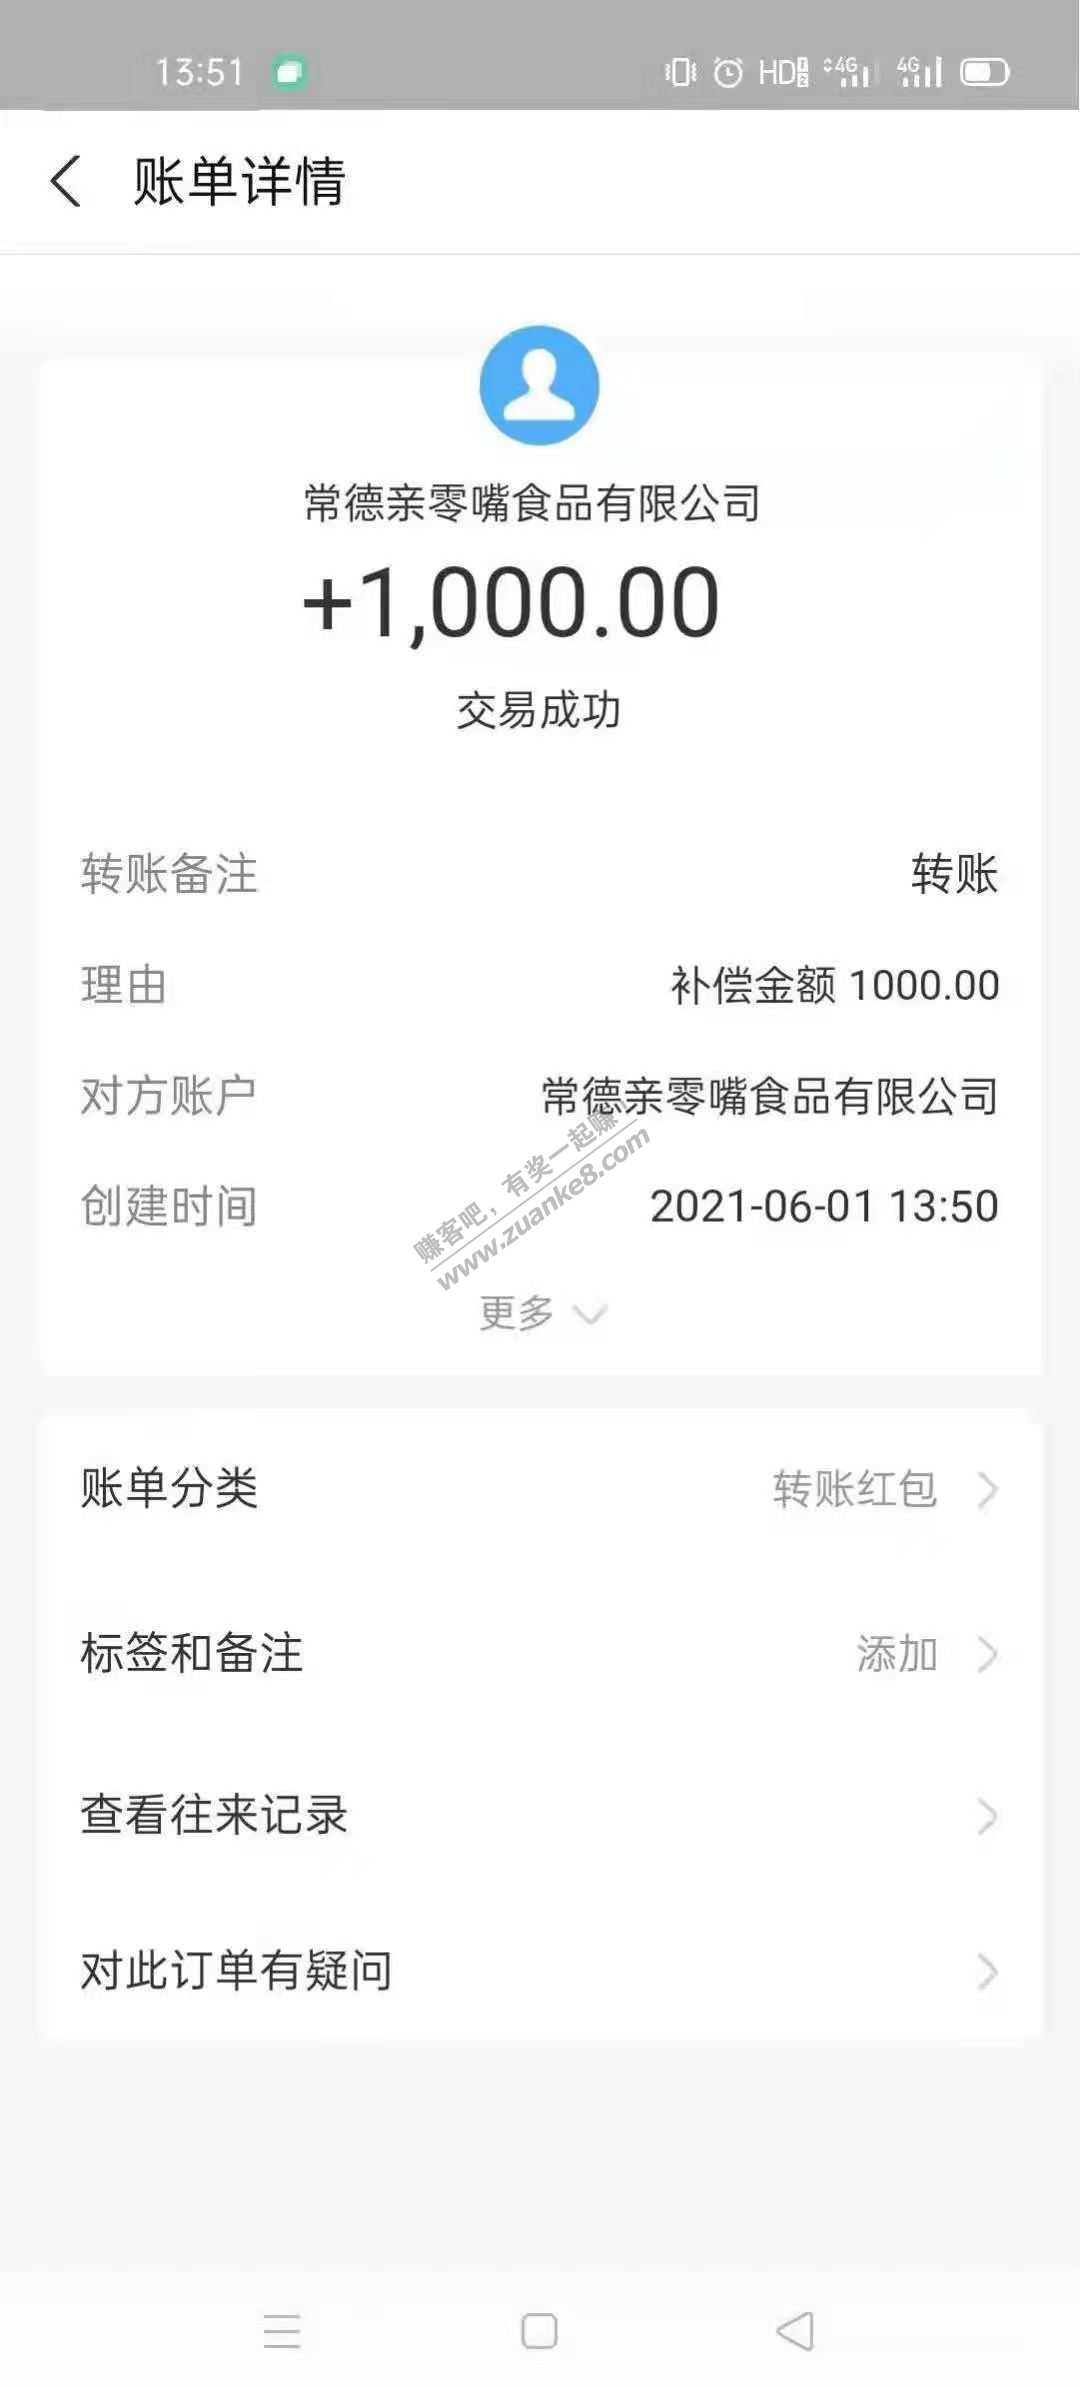 13:51
HD 1 2 4G 4G
账单详情
常德亲零嘴食品有限公司
+1,000.00
交易成功
转账备注 转账
理由 补偿金额 1000.00
对方账户 常德亲零嘴食品有限公司
赚客吧，有奖一起赚！
www.zuanke8.com
创建时间 2021-06-01 13:50
更多
账单分类 转账红包
标签和备注 添加
查看往来记录
对此订单有疑问